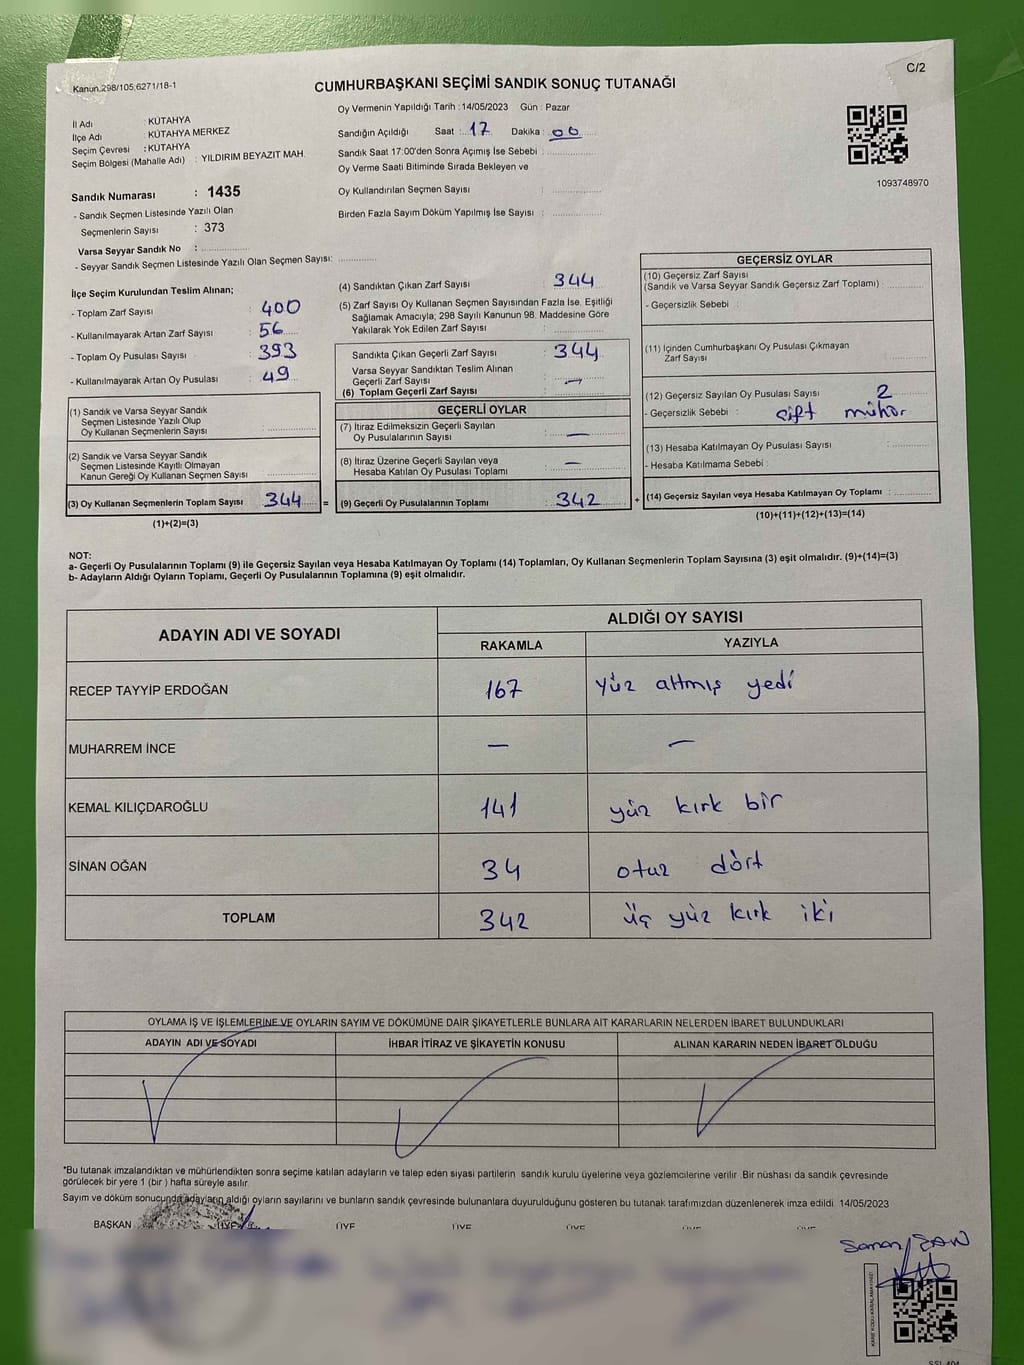 C/2
Kanun,298/105,6271/18-1
CUMHURBAŞKANI SEÇİMİ SANDIK SONUÇ TUTANAĞI
İl Adı : KÜTAHYA
İlçe Adı : KÜTAHYA MERKEZ
Seçim Çevresi : KÜTAHYA
Seçim Bölgesi (Mahalle Adı) : YILDIRIM BEYAZIT MAH.
Sandık Numarası : 1435
- Sandık Seçmen Listesinde Yazılı Olan
Seçmenlerin Sayısı : 373
Varsa Seyyar Sandık No :
- Seyyar Sandık Seçmen Listesinde Yazılı Olan Seçmen Sayısı:
Oy Vermenin Yapıldığı Tarih : 14/05/2023 Gün : Pazar
Sandığın Açıldığı Saat : 17 Dakika : 00
Sandık Saat 17:00'den Sonra Açımış İse Sebebi :
Oy Verme Saati Bitiminde Sırada Bekleyen ve
Oy Kullandırılan Seçmen Sayısı :
Birden Fazla Sayım Döküm Yapılmış İse Sayısı :
1093748970
İlçe Seçim Kurulundan Teslim Alınan;
- Toplam Zarf Sayısı : 400
- Kullanılmayarak Artan Zarf Sayısı : 56
- Toplam Oy Pusulası Sayısı : 393
- Kullanılmayarak Artan Oy Pusulası : 49
(1) Sandık ve Varsa Seyyar Sandık
Seçmen Listesinde Yazılı Olup
Oy Kullanan Seçmenlerin Sayısı :
(2) Sandık ve Varsa Seyyar Sandık
Seçmen Listesinde Kayıtlı Olmayan
Kanun Gereği Oy Kullanan Seçmen Sayısı :
(3) Oy Kullanan Seçmenlerin Toplam Sayısı 344 =
(1)+(2)=(3)
(4) Sandıktan Çıkan Zarf Sayısı : 344
(5) Zarf Sayısı Oy Kullanan Seçmen Sayısından Fazla İse, Eşitliği
Sağlamak Amacıyla; 298 Sayılı Kanunun 98. Maddesine Göre
Yakılarak Yok Edilen Zarf Sayısı :
Sandıkta Çıkan Geçerli Zarf Sayısı : 344
Varsa Seyyar Sandıktan Teslim Alınan
Geçerli Zarf Sayısı : —
(6) Toplam Geçerli Zarf Sayısı :
GEÇERLİ OYLAR
(7) İtiraz Edilmeksizin Geçerli Sayılan
Oy Pusulalarının Sayısı : —
(8) İtiraz Üzerine Geçerli Sayılan veya
Hesaba Katılan Oy Pusulası Toplamı : —
(9) Geçerli Oy Pusulalarının Toplamı : 342 +
GEÇERSİZ OYLAR
(10) Geçersiz Zarf Sayısı
(Sandık ve Varsa Seyyar Sandık Geçersiz Zarf Toplamı) :
- Geçersizlik Sebebi :
(11) İçinden Cumhurbaşkanı Oy Pusulası Çıkmayan
Zarf Sayısı :
(12) Geçersiz Sayılan Oy Pusulası Sayısı : 2
- Geçersizlik Sebebi : çift mühür
(13) Hesaba Katılmayan Oy Pusulası Sayısı :
- Hesaba Katılmama Sebebi :
(14) Geçersiz Sayılan veya Hesaba Katılmayan Oy Toplamı :
(10)+(11)+(12)+(13)=(14)
NOT:
a- Geçerli Oy Pusulalarının Toplamı (9) ile Geçersiz Sayılan veya Hesaba Katılmayan Oy Toplamı (14) Toplamları, Oy Kullanan Seçmenlerin Toplam Sayısına (3) eşit olmalıdır. (9)+(14)=(3)
b- Adayların Aldığı Oyların Toplamı, Geçerli Oy Pusulalarının Toplamına (9) eşit olmalıdır.
ADAYIN ADI VE SOYADI ALDIĞI OY SAYISI
RAKAMLA YAZIYLA
RECEP TAYYİP ERDOĞAN 167 yüz altmış yedi
MUHARREM İNCE — —
KEMAL KILIÇDAROĞLU 141 yüz kırk bir
SİNAN OĞAN 34 otuz dört
TOPLAM 342 üç yüz kırk iki
OYLAMA İŞ VE İŞLEMLERİNE VE OYLARIN SAYIM VE DÖKÜMÜNE DAİR ŞİKAYETLERLE BUNLARA AİT KARARLARIN NELERDEN İBARET BULUNDUKLARI
ADAYIN ADI VE SOYADI İHBAR İTİRAZ VE ŞİKAYETİN KONUSU ALINAN KARARIN NEDEN İBARET OLDUĞU
*Bu tutanak imzalandıktan ve mühürlendikten sonra seçime katılan adayların ve talep eden siyasi partilerin sandık kurulu üyelerine veya gözlemcilerine verilir. Bir nüshası da sandık çevresinde
görülecek bir yere 1 (bir) hafta süreyle asılır.
Sayım ve döküm sonucunda adayların aldığı oyların sayılarını ve bunların sandık çevresinde bulunanlara duyurulduğunu gösteren bu tutanak tarafımızdan düzenlenerek imza edildi. 14/05/2023
BAŞKAN ÜYE ÜYE ÜYE ÜYE ÜYE ÜYE